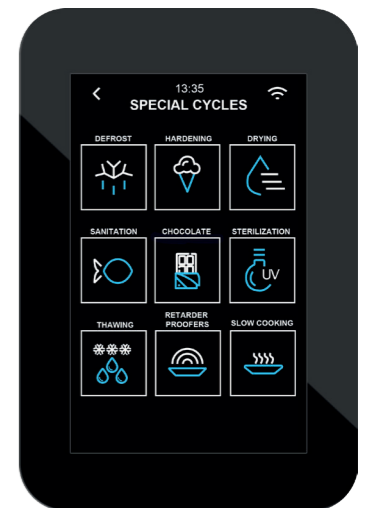 13:35
SPECIAL CYCLES
DEFROST
HARDENING
DRYING
SANITATION
CHOCOLATE
STERILIZATION
UV
THAWING
RETARDER
PROOFERS
SLOW COOKING